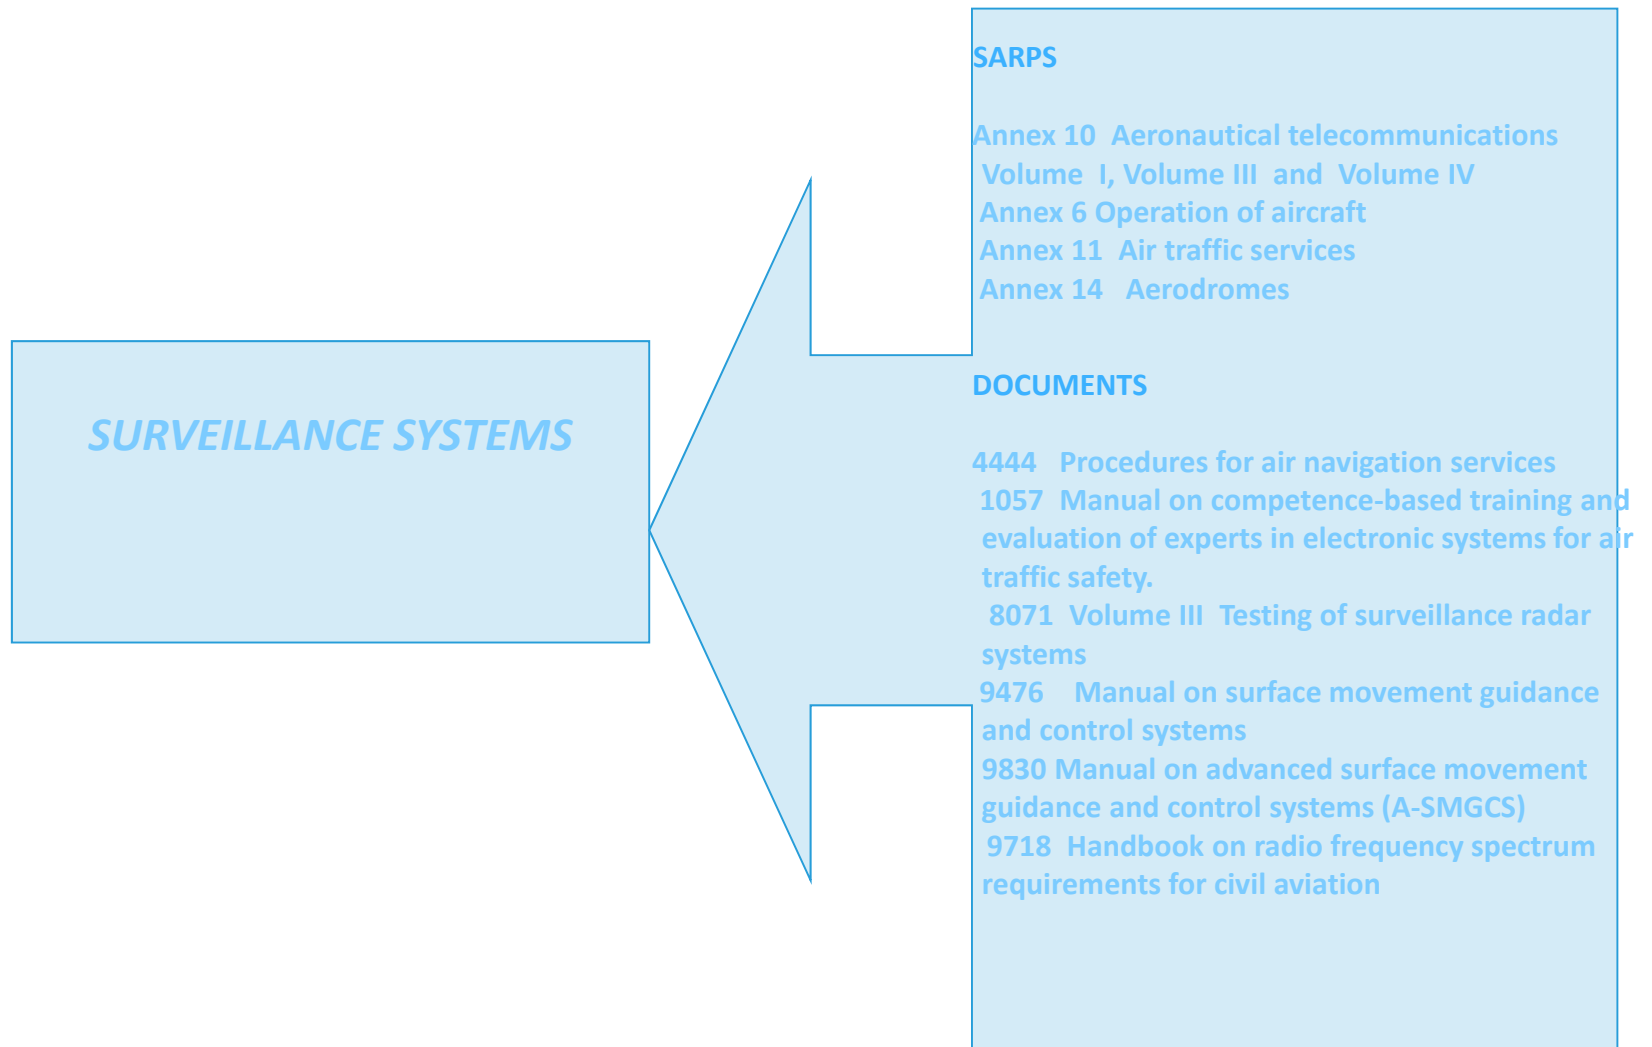 SURVEILLANCE SYSTEMS
SARPS
Annex 10  Aeronautical telecommunications
Volume  I, Volume III  and  Volume IV
Annex 6 Operation of aircraft
Annex 11  Air traffic services
Annex 14   Aerodromes
DOCUMENTS
4444   Procedures for air navigation services
1057  Manual on competence-based training and
evaluation of experts in electronic systems for air
traffic safety.
8071  Volume III  Testing of surveillance radar
systems
9476    Manual on surface movement guidance
and control systems
9830 Manual on advanced surface movement
guidance and control systems (A-SMGCS)
9718  Handbook on radio frequency spectrum
requirements for civil aviation